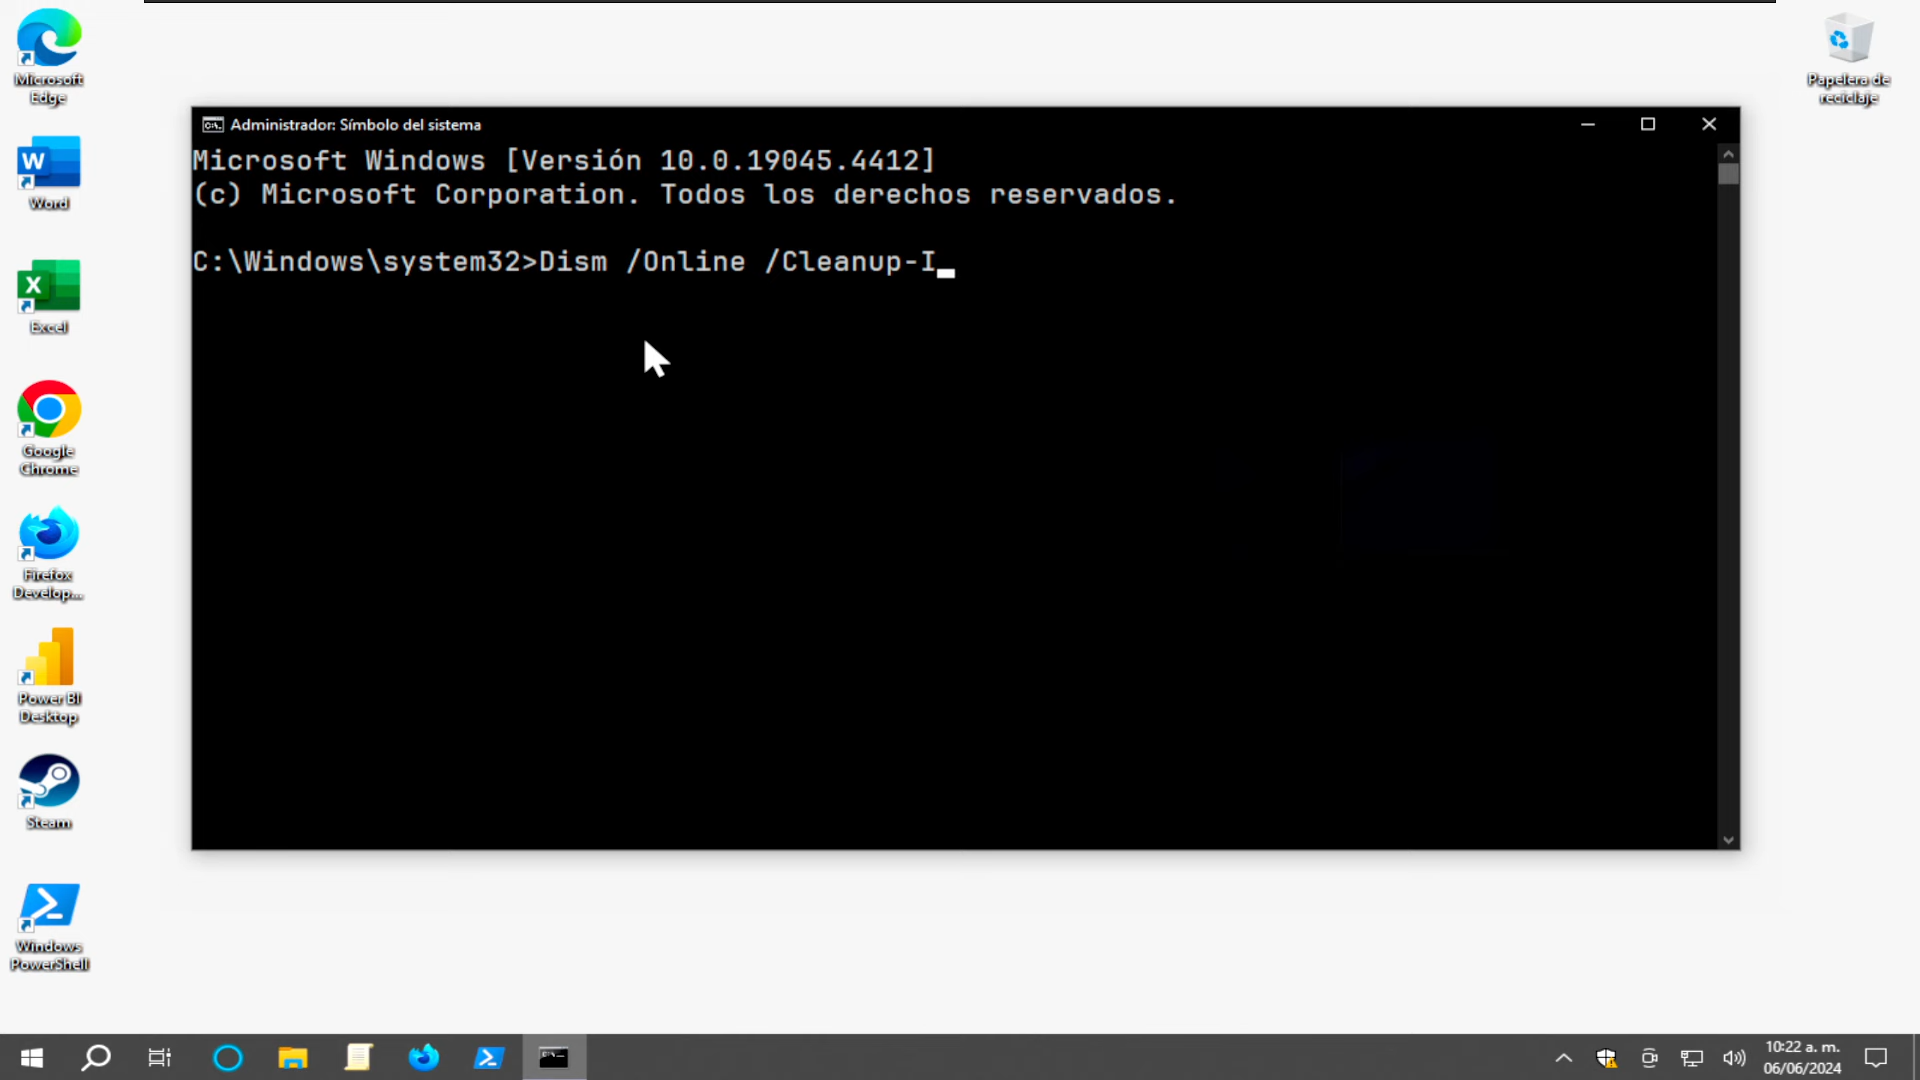 Microsoft
Edge
Word
Excel
Google
Chrome
Firefox
Develop...
Power BI
Desktop
Steam
Windows
PowerShell
Papelera de
reciclaje
Administrador: Símbolo del sistema
Microsoft Windows [Versión 10.0.19045.4412]
(c) Microsoft Corporation. Todos los derechos reservados.
C:\Windows\system32>Dism /Online /Cleanup-I
10:22 a. m.
06/06/2024